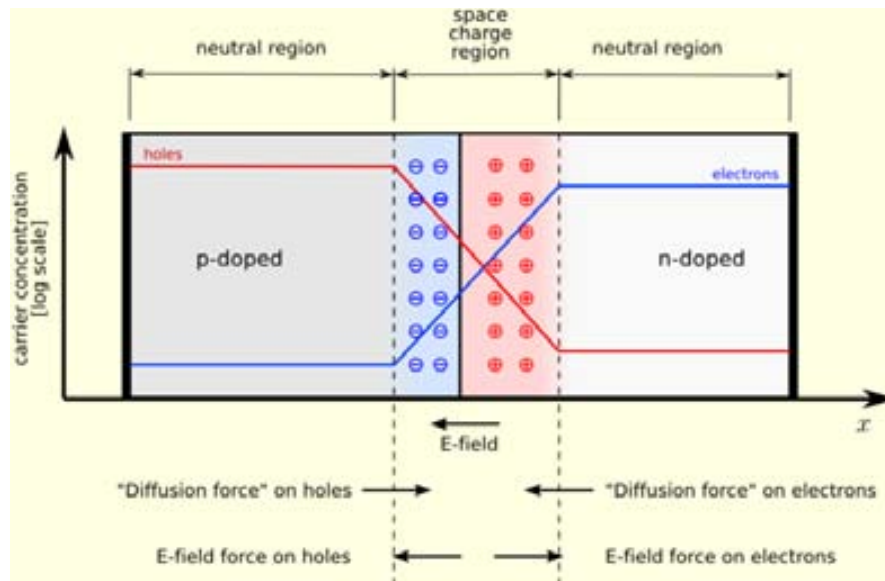 space
charge
region
neutral region
neutral region
holes
electrons
p-doped
n-doped
carrier concentration
[log scale]
x
E-field
"Diffusion force" on holes
"Diffusion force" on electrons
E-field force on holes
E-field force on electrons